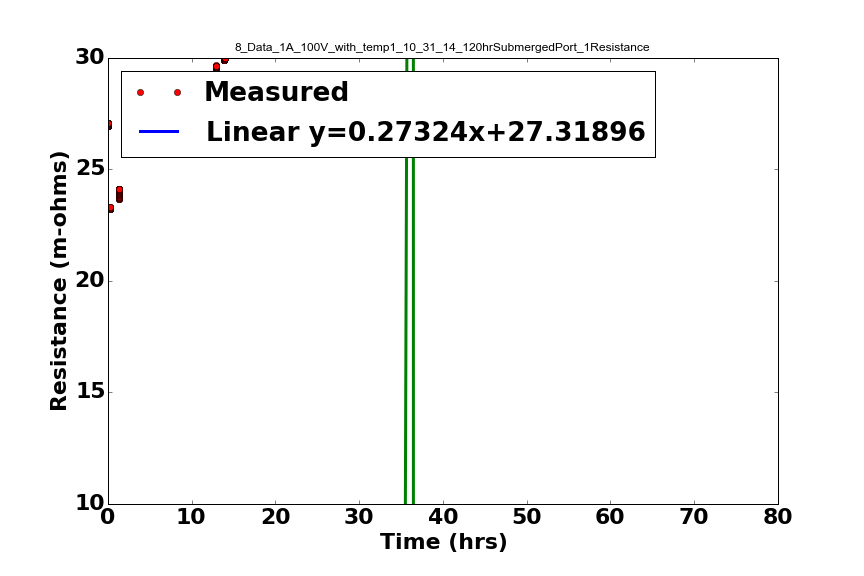 8_Data_1A_100V_with_temp1_10_31_14_120hrSubmergedPort_1Resistance
30
Measured
Linear y=0.27324x+27.31896
25
20
15
10
Resistance (m-ohms)
0 10 20 30 40 50 60 70 80
Time (hrs)